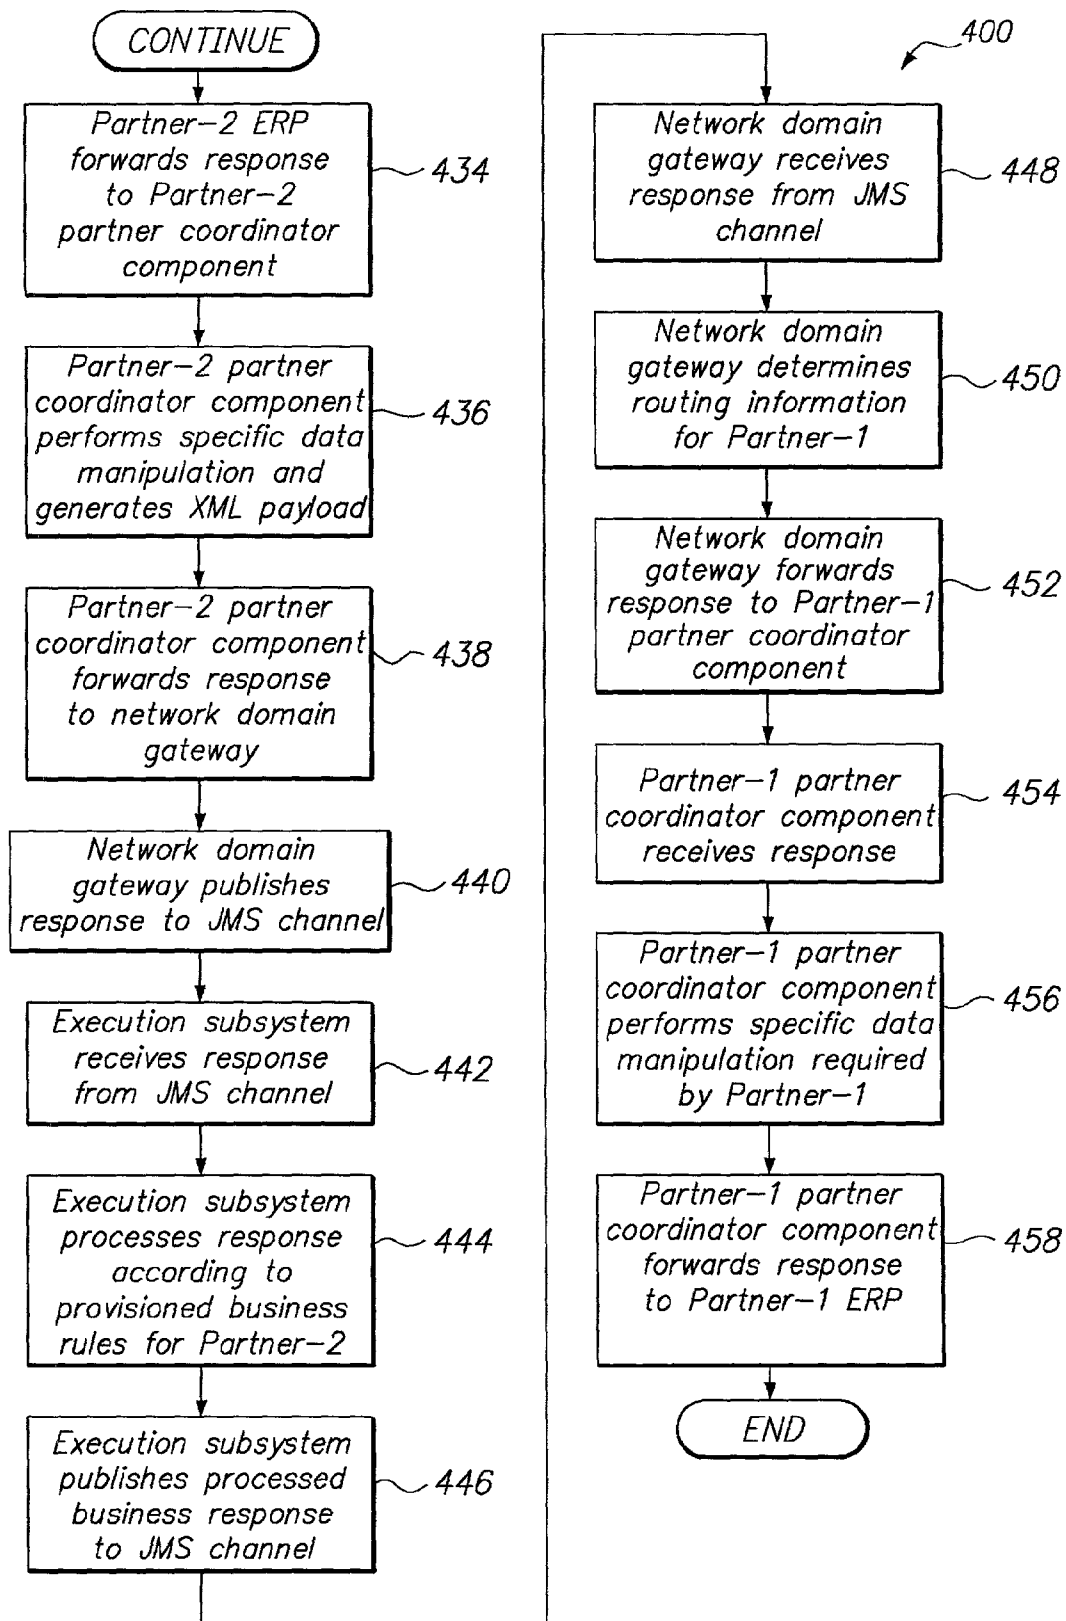 CONTINUE
Partner-2 ERP
forwards response
to Partner-2
partner coordinator
component
434
Partner-2 partner
coordinator component
performs specific data
manipulation and
generates XML payload
436
Partner-2 partner
coordinator component
forwards response
to network domain
gateway
438
Network domain
gateway publishes
response to JMS channel
440
Execution subsystem
receives response
from JMS channel
442
Execution subsystem
processes response
according to
provisioned business
rules for Partner-2
444
Execution subsystem
publishes processed
business response
to JMS channel
446
400
Network domain
gateway receives
response from JMS
channel
448
Network domain
gateway determines
routing information
for Partner-1
450
Network domain
gateway forwards
response to Partner-1
partner coordinator
component
452
Partner-1 partner
coordinator component
receives response
454
Partner-1 partner
coordinator component
performs specific data
manipulation required
by Partner-1
456
Partner-1 partner
coordinator component
forwards response
to Partner-1 ERP
458
END